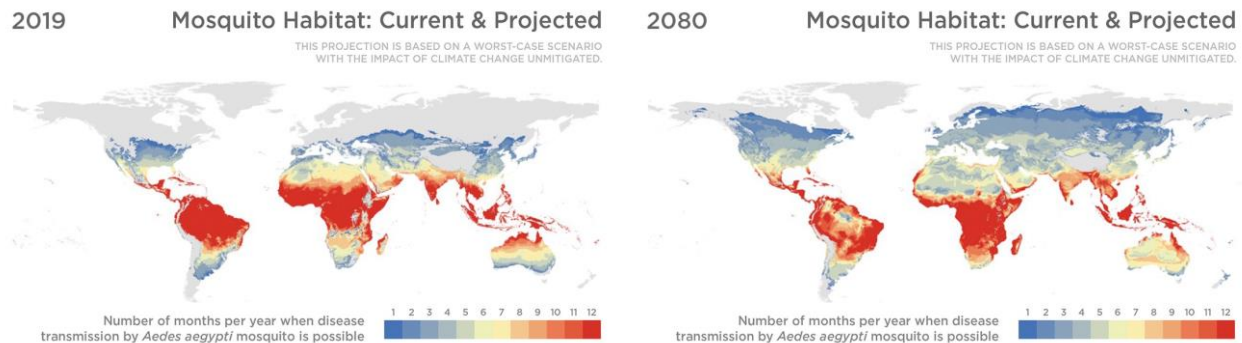 2019
Mosquito Habitat: Current & Projected
THIS PROJECTION IS BASED ON A WORST-CASE SCENARIO
WITH THE IMPACT OF CLIMATE CHANGE UNMITIGATED.
Number of months per year when disease
transmission by Aedes aegypti mosquito is possible
1 2 3 4 5 6 7 8 9 10 11 12
2080
Mosquito Habitat: Current & Projected
THIS PROJECTION IS BASED ON A WORST-CASE SCENARIO
WITH THE IMPACT OF CLIMATE CHANGE UNMITIGATED.
Number of months per year when disease
transmission by Aedes aegypti mosquito is possible
1 2 3 4 5 6 7 8 9 10 11 12